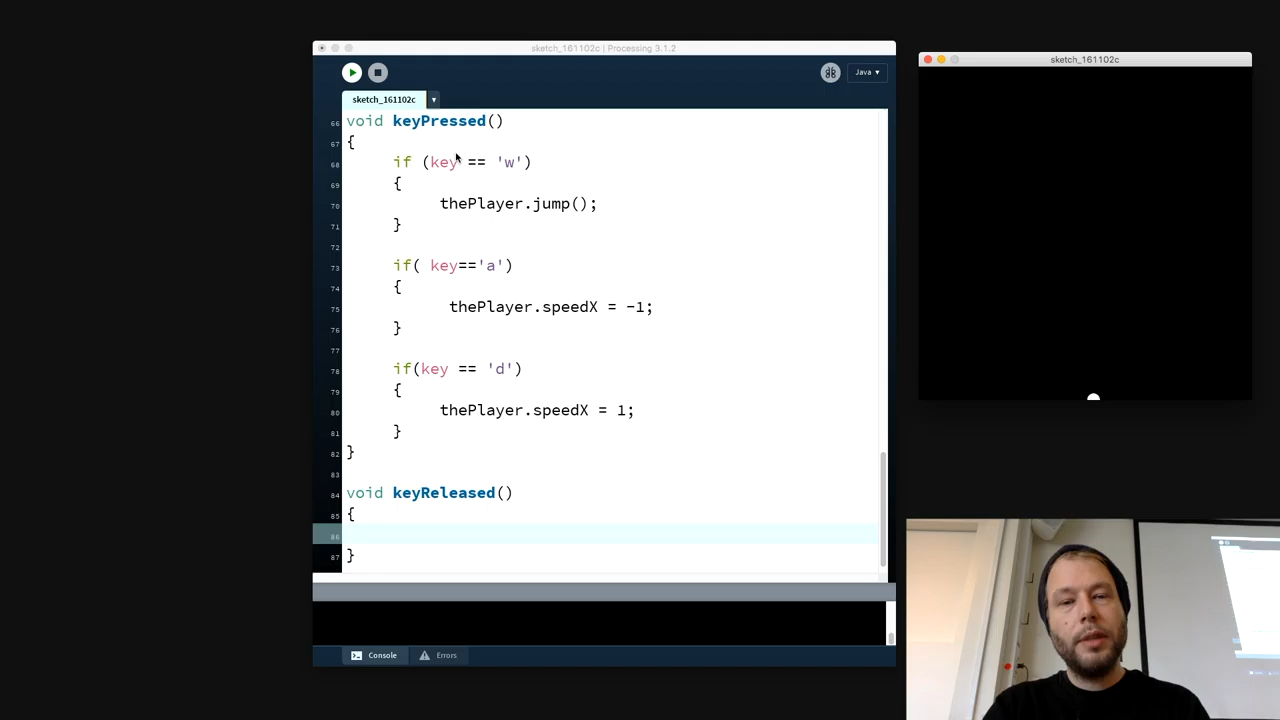 sketch_161102c | Processing 3.1.2
Java ▾
sketch_161102c ▾
66 void keyPressed()
67 {
68 if (key == 'w')
69 {
70 thePlayer.jump();
71 }
72
73 if( key=='a')
74 {
75 thePlayer.speedX = -1;
76 }
77
78 if(key == 'd')
79 {
80 thePlayer.speedX = 1;
81 }
82 }
83
84 void keyReleased()
85 {
86
87 }
Console Errors
sketch_161102c